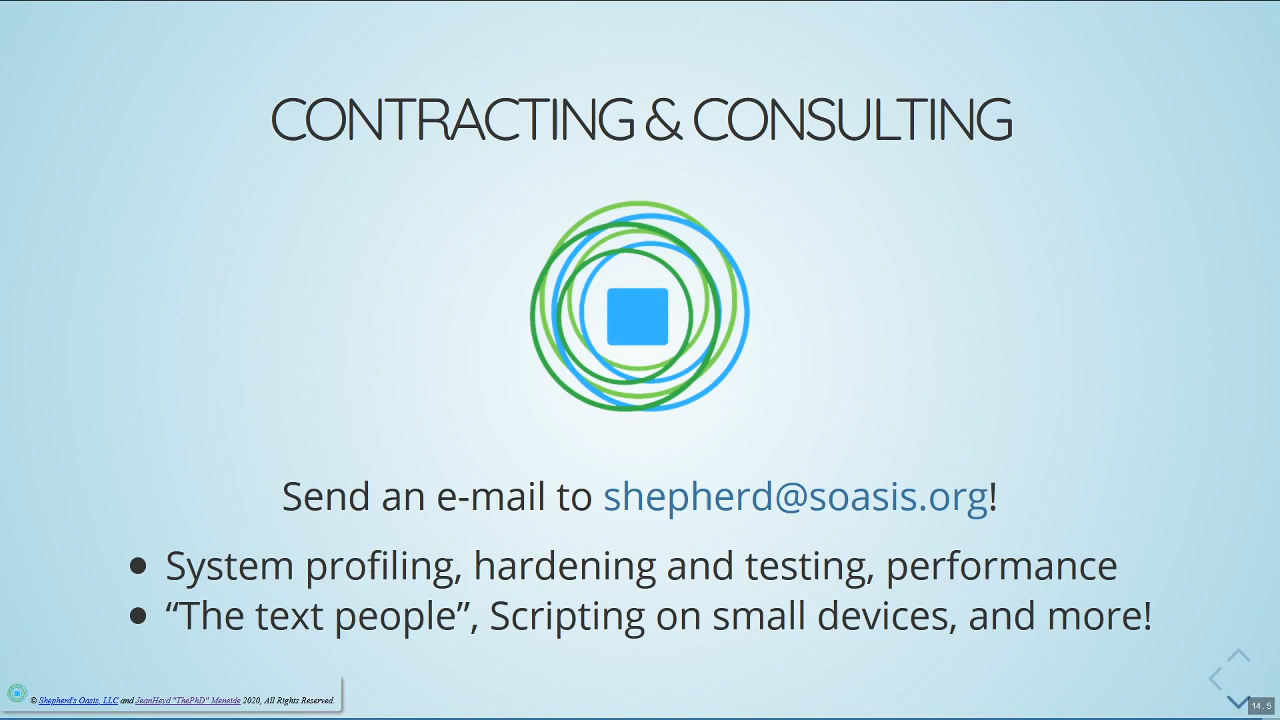 CONTRACTING & CONSULTING
Send an e-mail to shepherd@soasis.org!
• System profiling, hardening and testing, performance
• “The text people”, Scripting on small devices, and more!
© Shepherd's Oasis, LLC and JeanHeyd "ThePhD" Meneide 2020, All Rights Reserved.
14.5